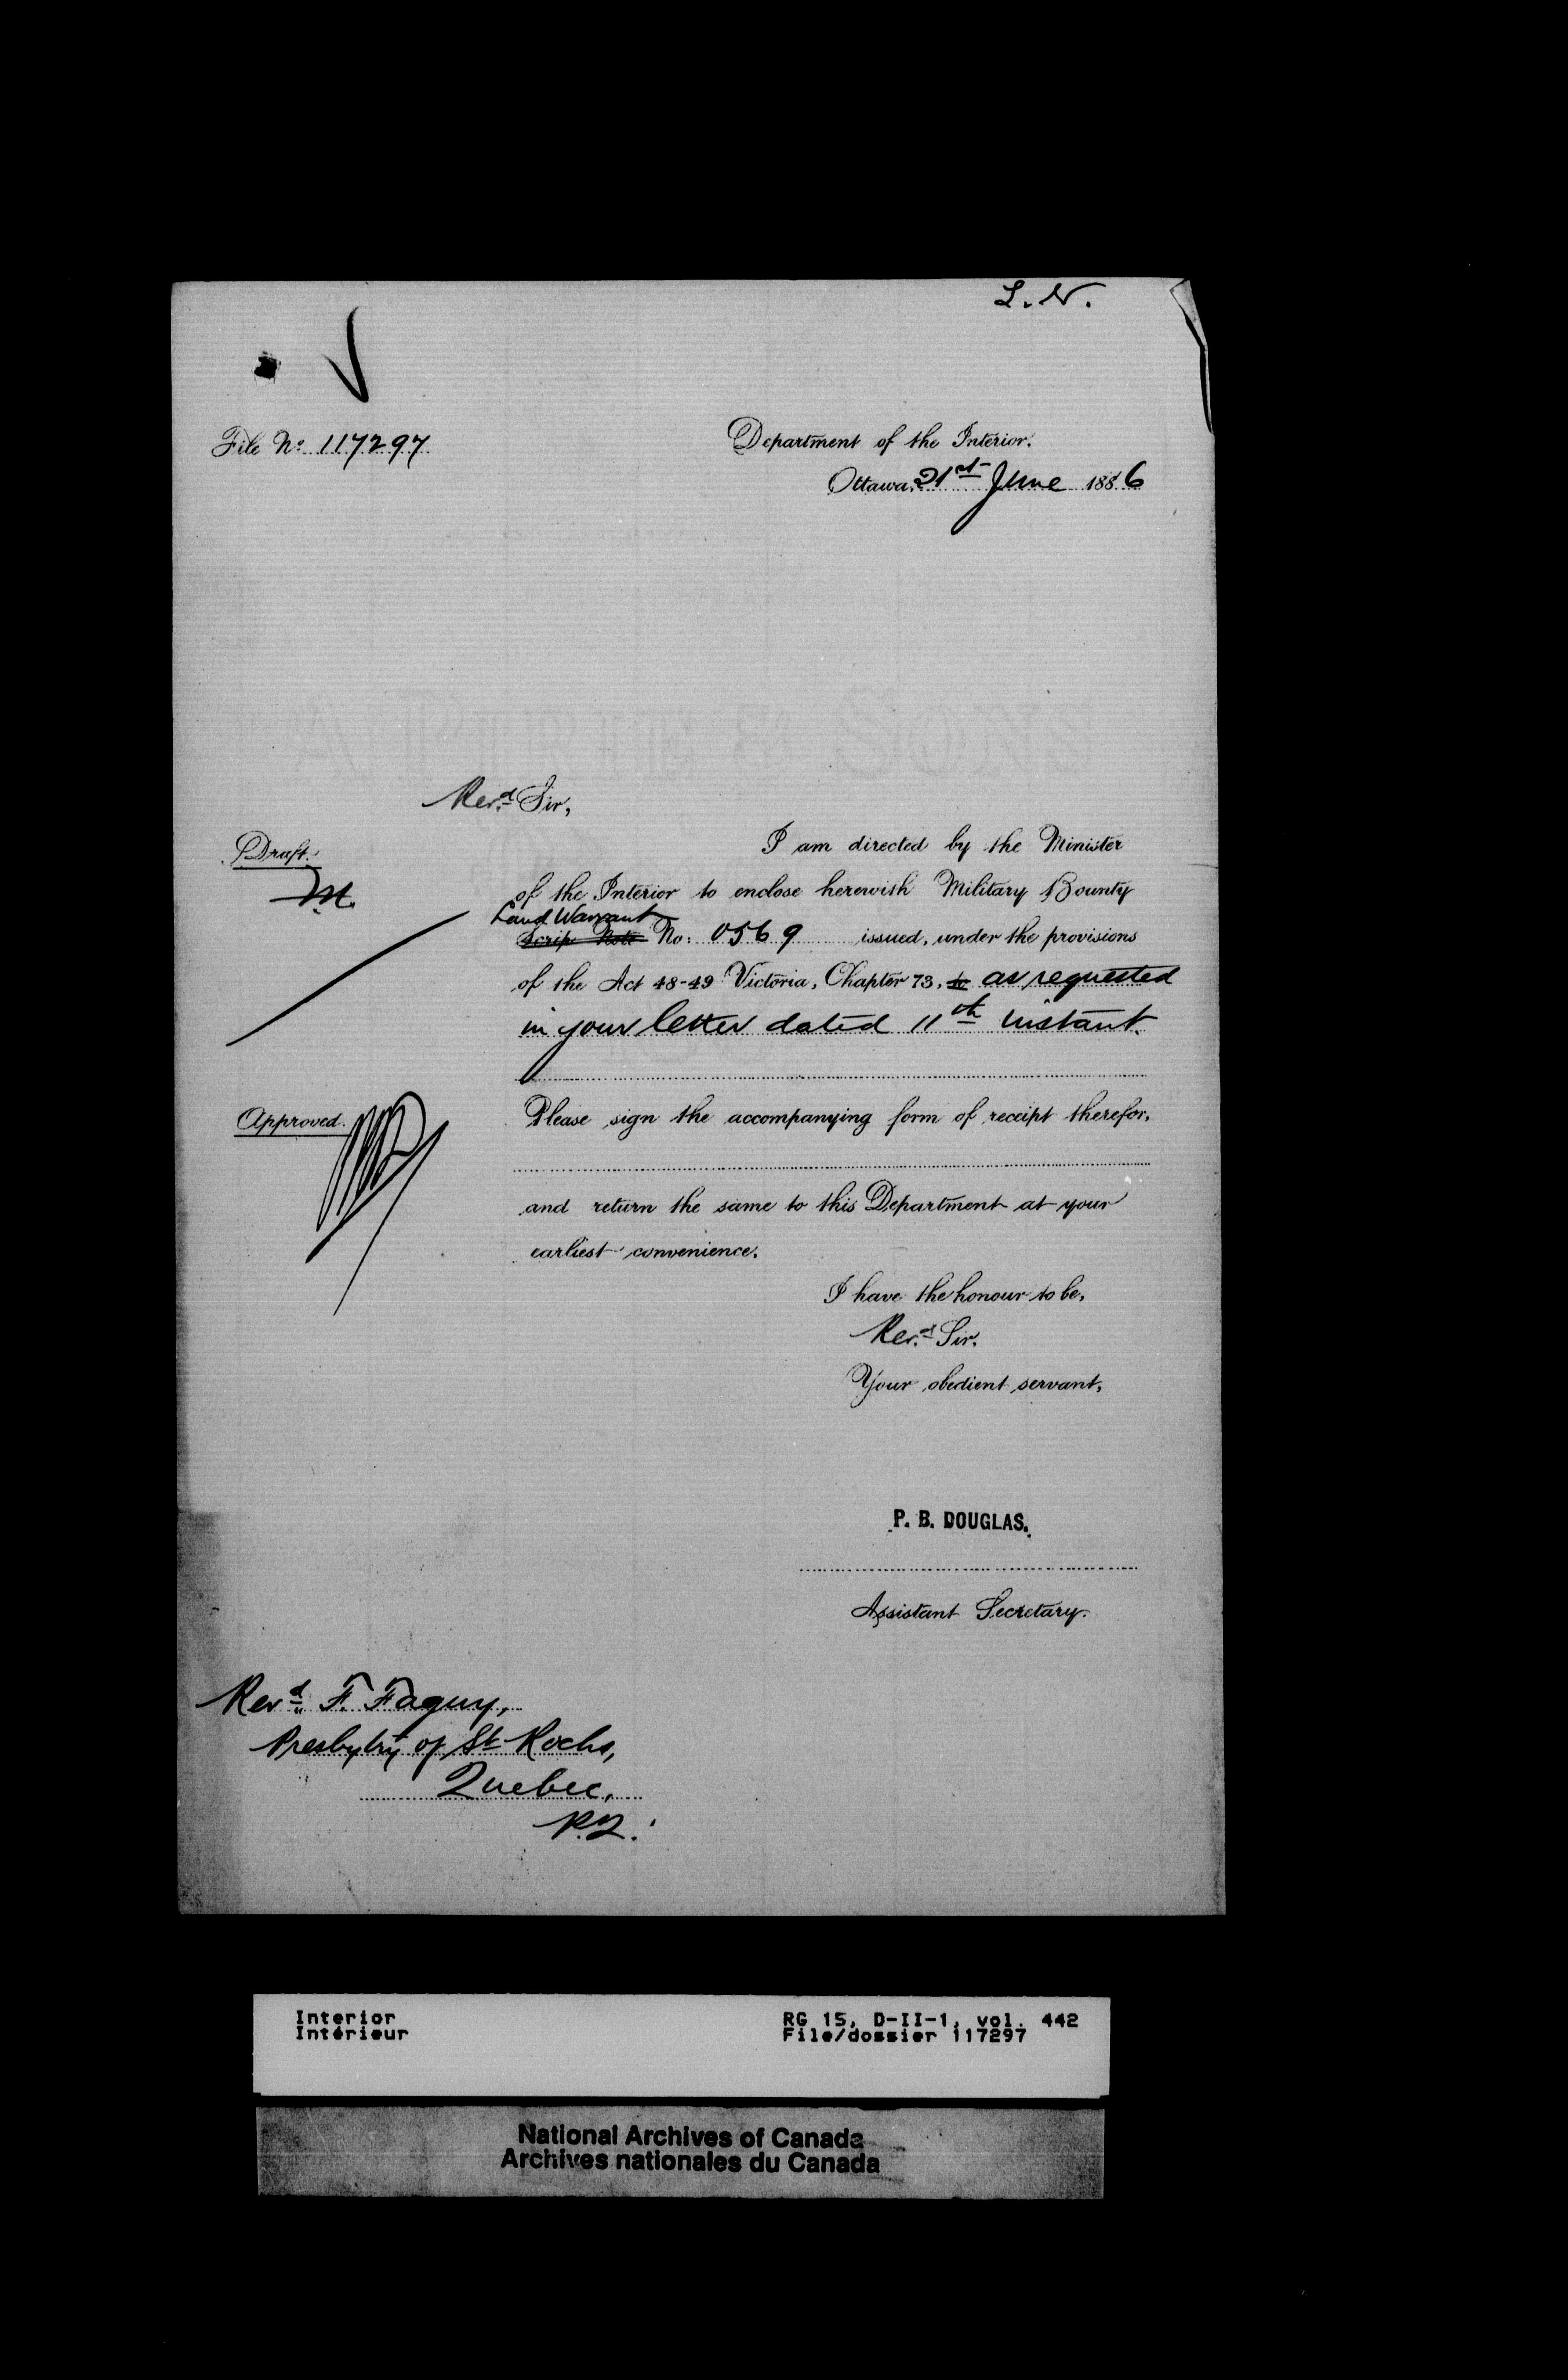 L. N.
File No. 117297
Department of the Interior.
Ottawa, 21st June 1886
Revd. Sir,
Draft.
M.
I am directed by the Minister
of the Interior to enclose herewish Military Bounty
Land Warrant
Scrip Note No: 0569 issued, under the provisions
of the Act 48-49 Victoria, Chapter 73, to as requested
in your letter dated 11th instant.
Approved.
Please sign the accompanying form of receipt therefor,
and return the same to this Department at your
earliest convenience.
I have the honour to be,
Revd. Sir.
Your obedient servant,
P. B. DOUGLAS.
Assistant Secretary.
Revd. F. Faguy,
Presbytry of St Rochs,
Quebec,
P.Q.
Interior
Intérieur
RG 15, D-II-1, vol. 442
File/dossier 117297
National Archives of Canada
Archives nationales du Canada